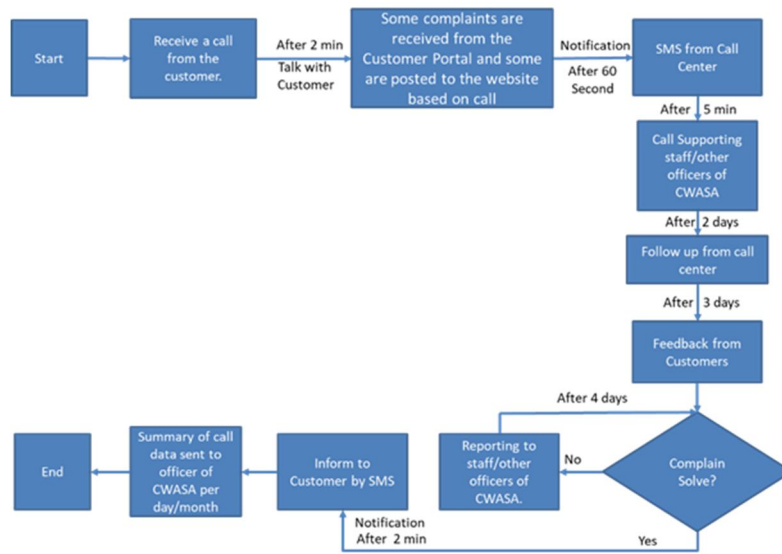 Start
Receive a call
from the
customer.
After 2 min
Talk with
Customer
Some complaints are
received from the
Customer Portal and some
are posted to the website
based on call
Notification
After 60
Second
SMS from Call
Center
After 5 min
Call Supporting
staff/other
officers of
CWASA
After 2 days
Follow up from call
center
After 3 days
Feedback from
Customers
After 4 days
Complain
Solve?
No
Reporting to
staff/other
officers of
CWASA.
Yes
Notification
After 2 min
Inform to
Customer by SMS
Summary of call
data sent to
officer of
CWASA per
day/month
End